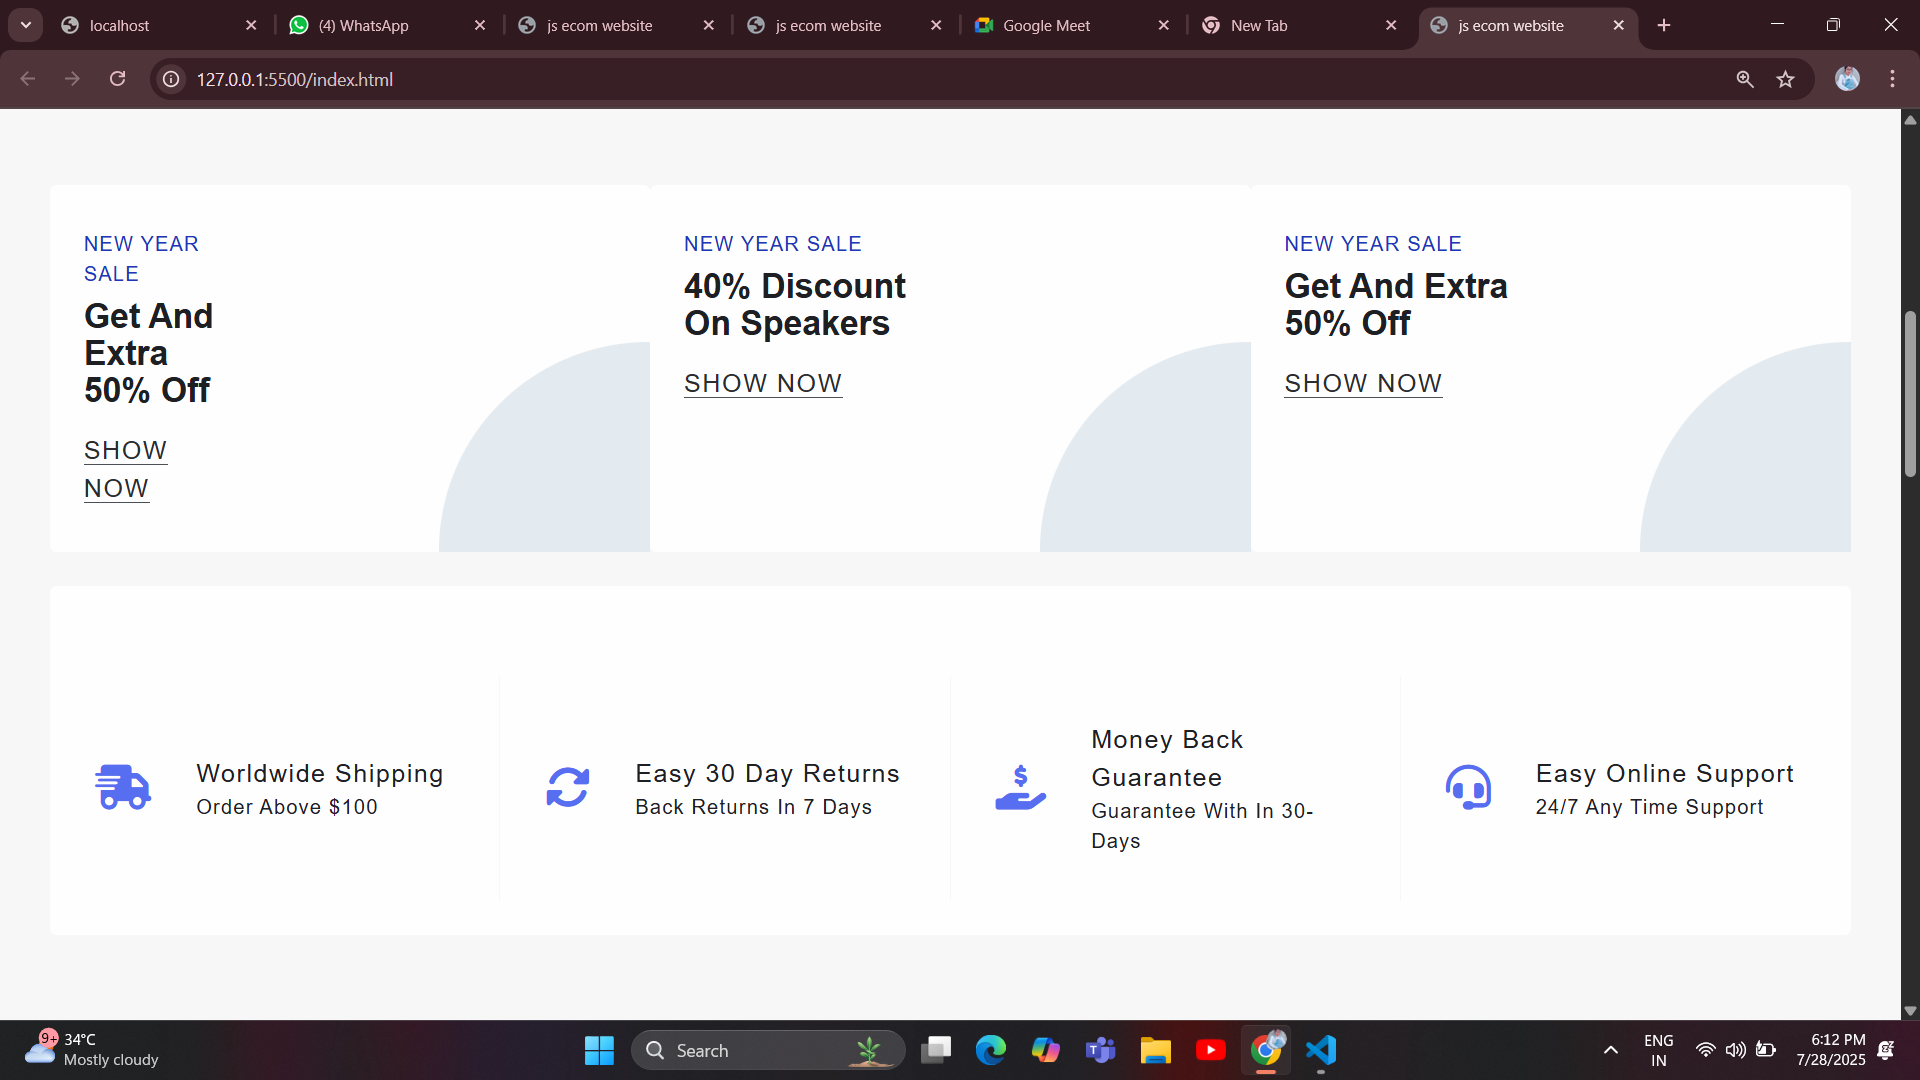 localhost
(4) WhatsApp
js ecom website
js ecom website
Google Meet
New Tab
js ecom website
127.0.0.1:5500/index.html
NEW YEAR
SALE
Get And
Extra
50% Off
SHOW
NOW
NEW YEAR SALE
40% Discount
On Speakers
SHOW NOW
NEW YEAR SALE
Get And Extra
50% Off
SHOW NOW
Worldwide Shipping
Order Above $100
Easy 30 Day Returns
Back Returns In 7 Days
Money Back
Guarantee
Guarantee With In 30-
Days
Easy Online Support
24/7 Any Time Support
9+
34°C
Mostly cloudy
Search
ENG
IN
6:12 PM
7/28/2025